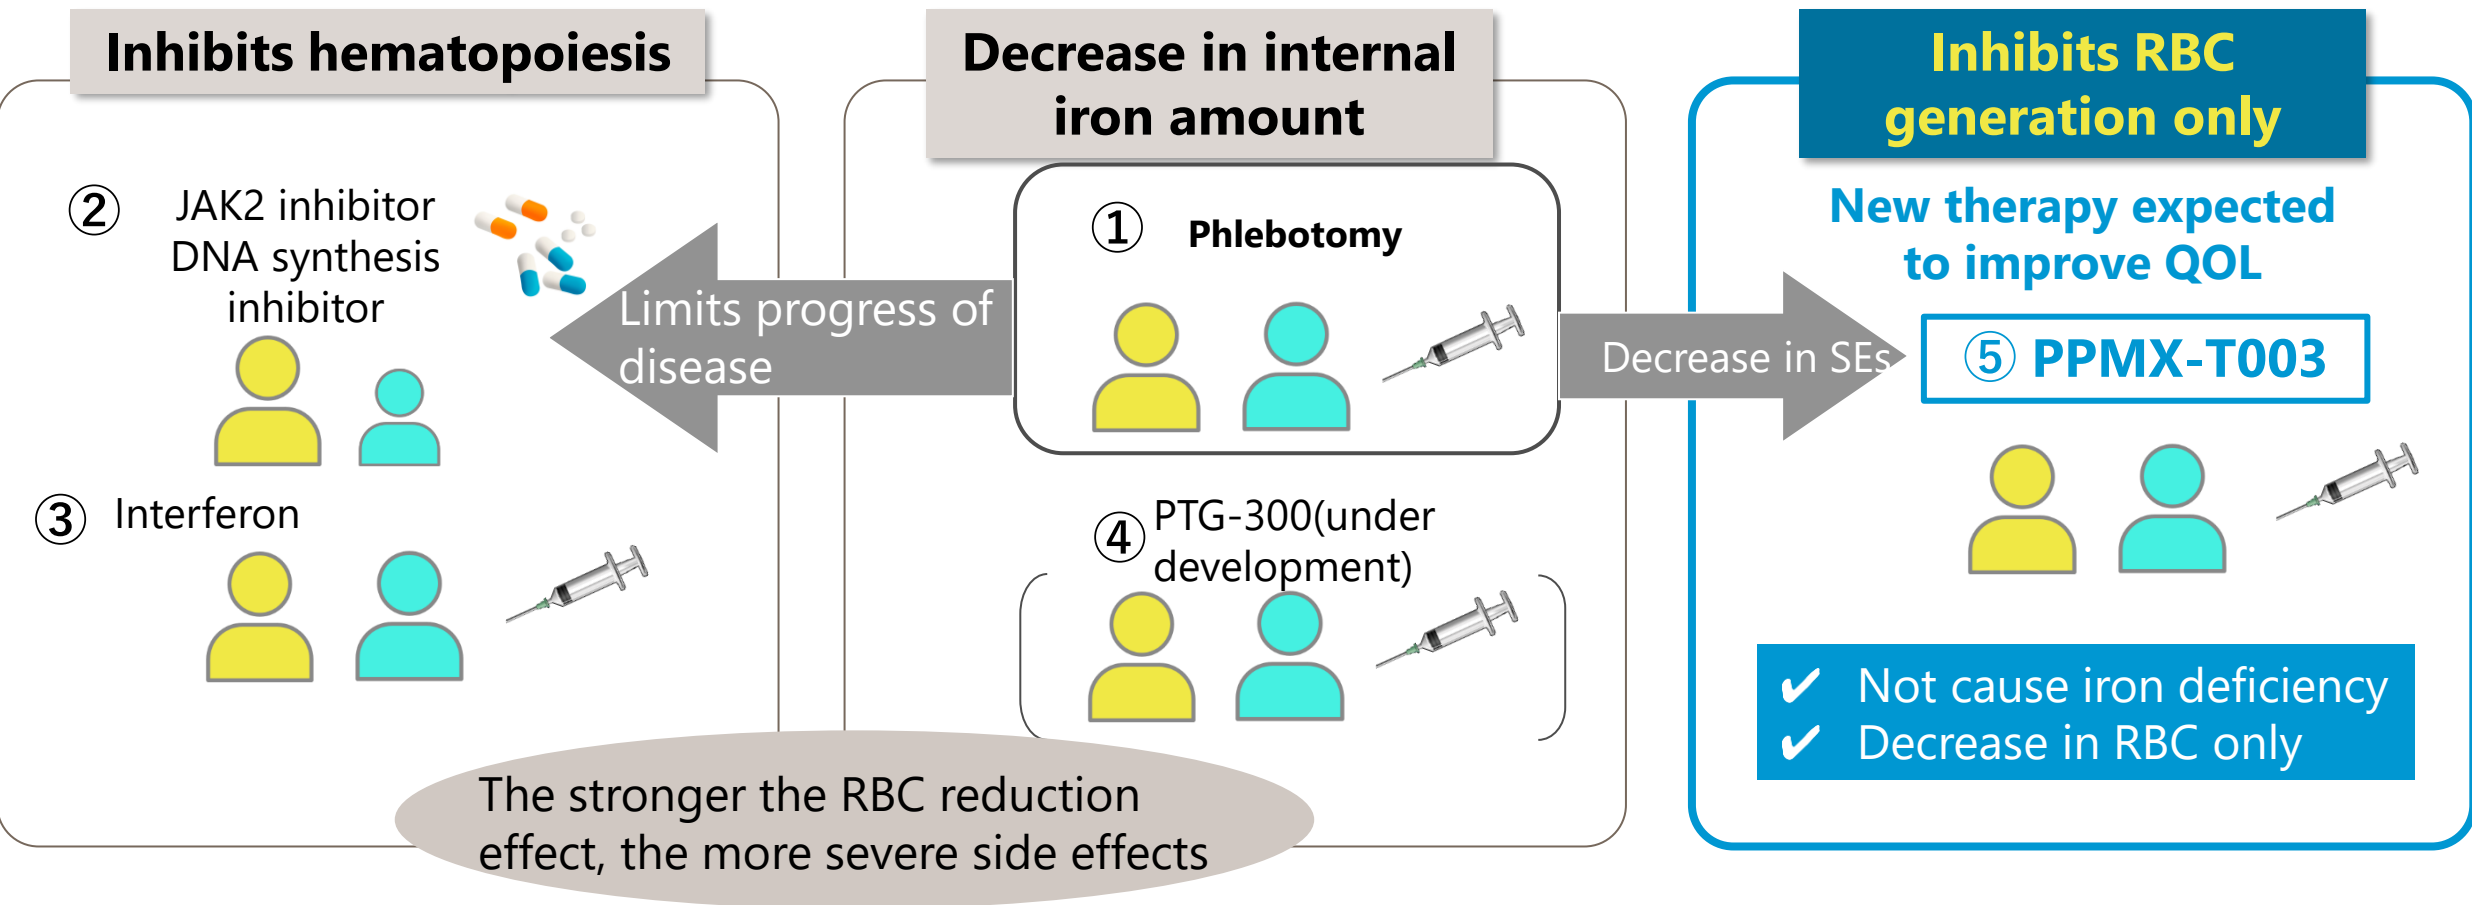 Inhibits hematopoiesis
②
JAK2 inhibitor
DNA synthesis
inhibitor
③
Interferon
Limits progress of
disease
Decrease in internal
iron amount
①
Phlebotomy
④
PTG-300(under
development)
The stronger the RBC reduction
effect, the more severe side effects
Decrease in SEs
Inhibits RBC
generation only
New therapy expected
to improve QOL
⑤ PPMX-T003
✔ Not cause iron deficiency
✔ Decrease in RBC only